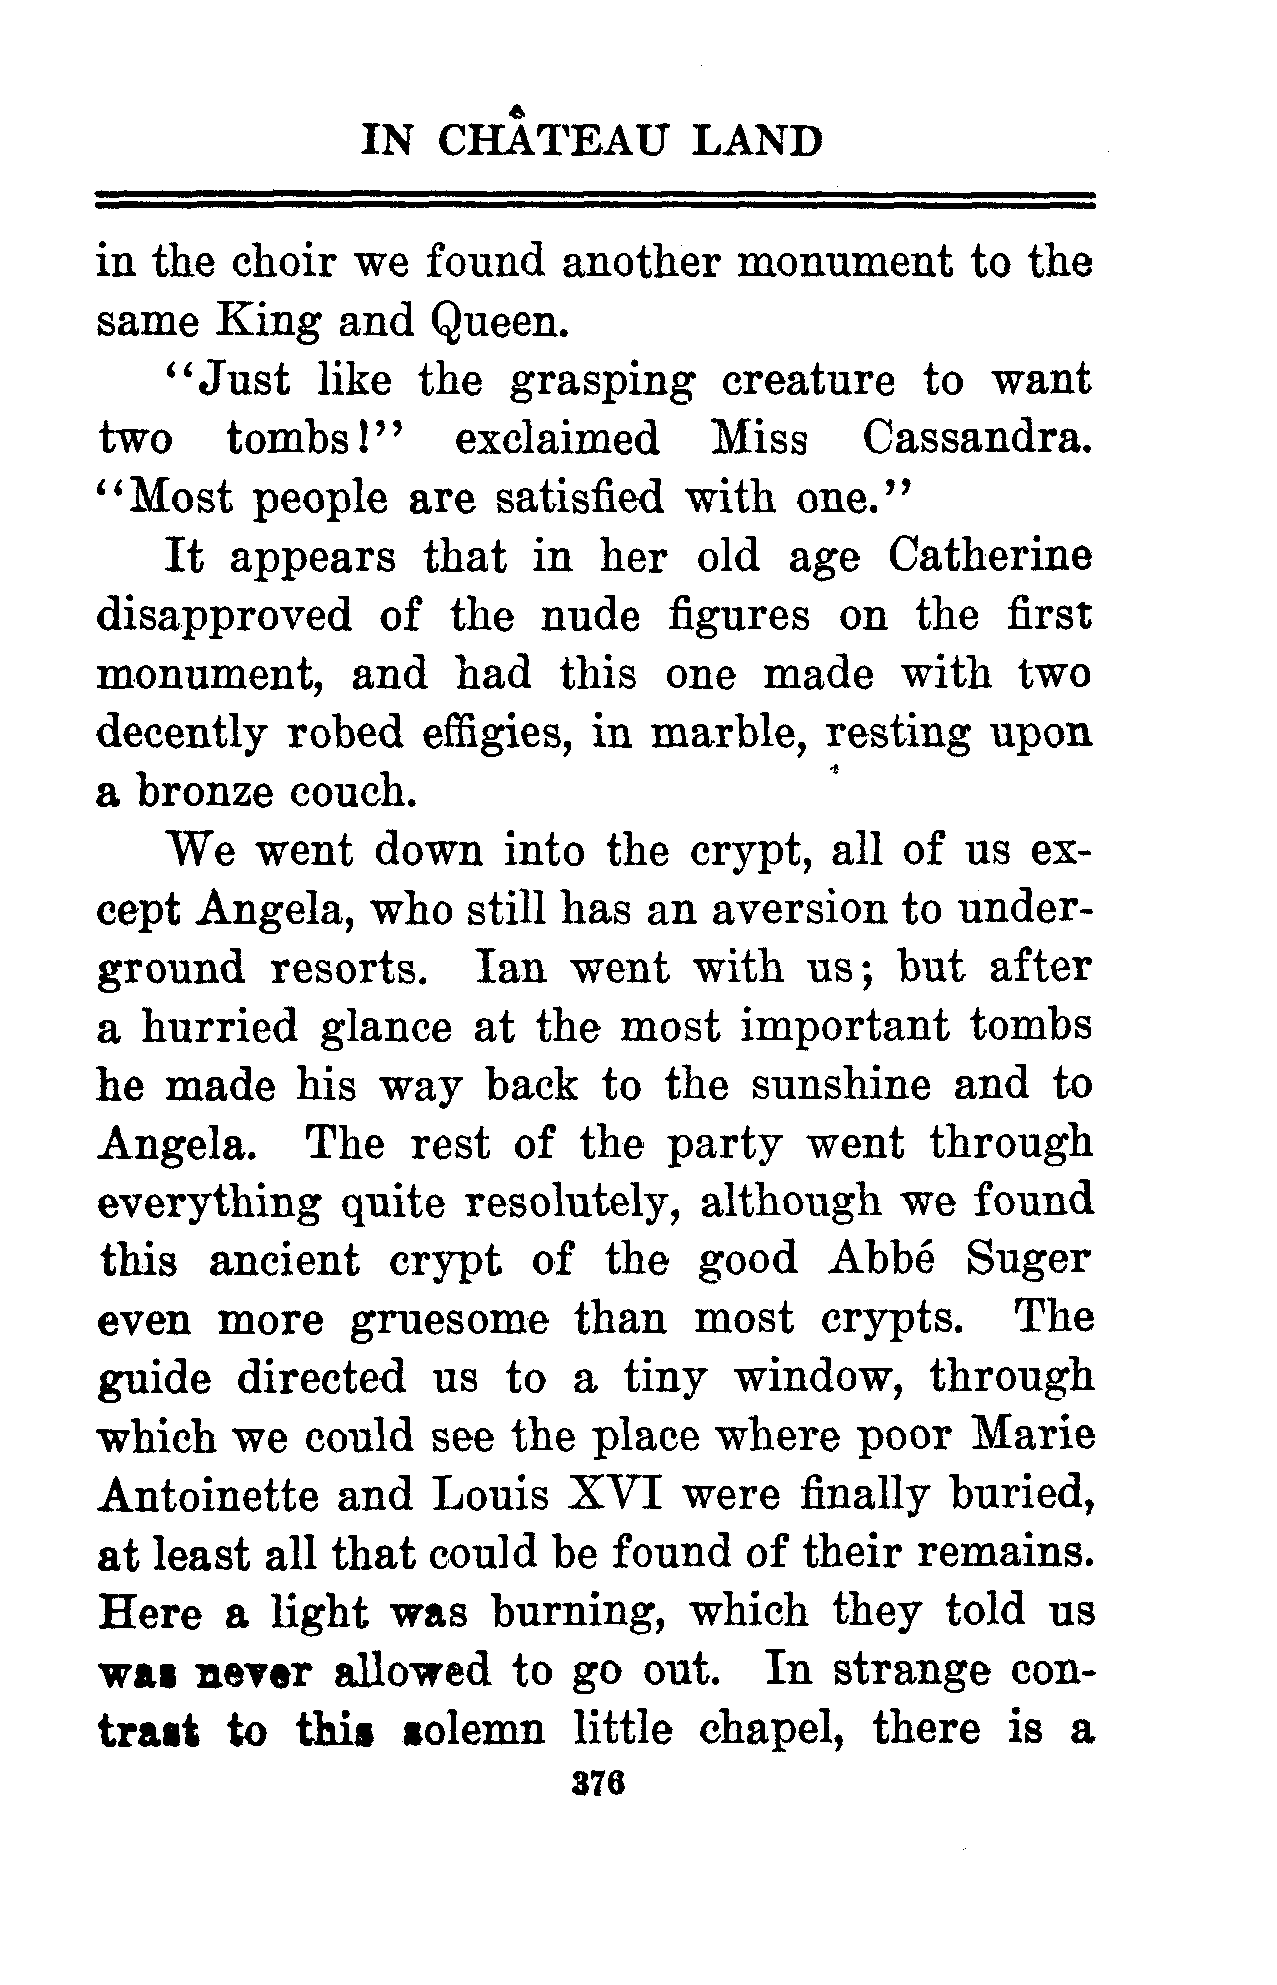 IN CHÂTEAU LAND
in the choir we found another monument to the
same King and Queen.
“Just like the grasping creature to want
two tombs!” exclaimed Miss Cassandra.
“Most people are satisfied with one.”
It appears that in her old age Catherine
disapproved of the nude figures on the first
monument, and had this one made with two
decently robed effigies, in marble, resting upon
a bronze couch.
We went down into the crypt, all of us ex-
cept Angela, who still has an aversion to under-
ground resorts. Ian went with us; but after
a hurried glance at the most important tombs
he made his way back to the sunshine and to
Angela. The rest of the party went through
everything quite resolutely, although we found
this ancient crypt of the good Abbé Suger
even more gruesome than most crypts. The
guide directed us to a tiny window, through
which we could see the place where poor Marie
Antoinette and Louis XVI were finally buried,
at least all that could be found of their remains.
Here a light was burning, which they told us
was never allowed to go out. In strange con-
trast to this solemn little chapel, there is a
376